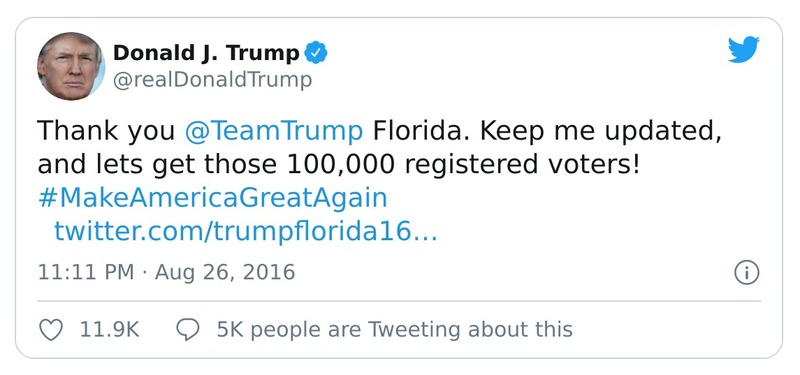 Donald J. Trump
@realDonaldTrump
Thank you @TeamTrump Florida. Keep me updated,
and lets get those 100,000 registered voters!
#MakeAmericaGreatAgain
twitter.com/trumpflorida16…
11:11 PM · Aug 26, 2016
11.9K 5K people are Tweeting about this